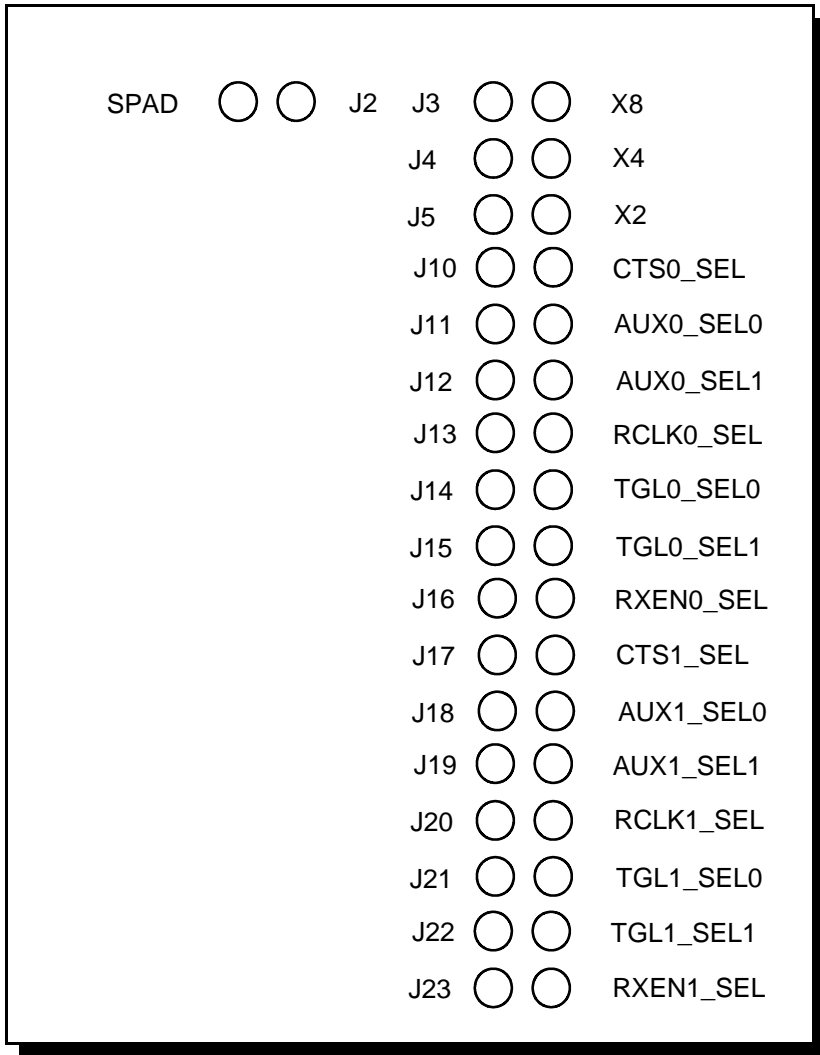 SPAD J2 J3 X8
J4 X4
J5 X2
J10 CTS0_SEL
J11 AUX0_SEL0
J12 AUX0_SEL1
J13 RCLK0_SEL
J14 TGL0_SEL0
J15 TGL0_SEL1
J16 RXEN0_SEL
J17 CTS1_SEL
J18 AUX1_SEL0
J19 AUX1_SEL1
J20 RCLK1_SEL
J21 TGL1_SEL0
J22 TGL1_SEL1
J23 RXEN1_SEL